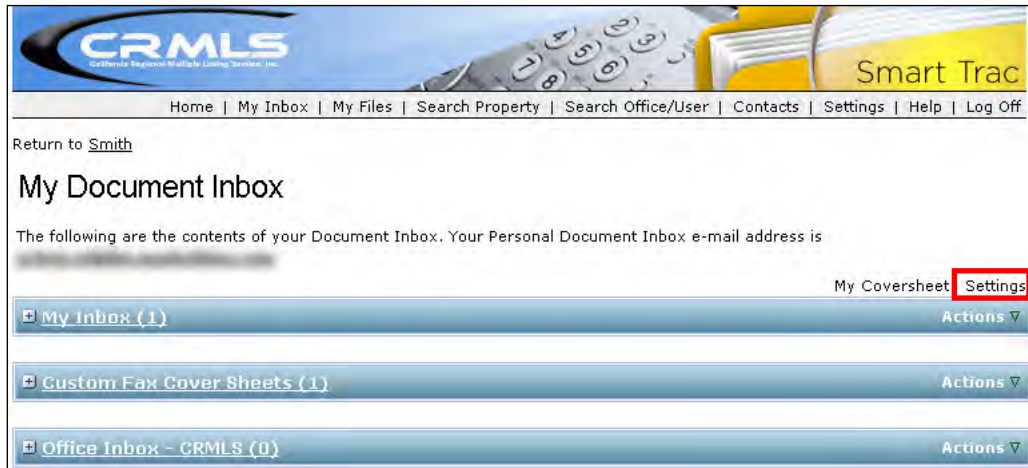 CRMLS
California Regional Multiple Listing Service, Inc.
Smart Trac
Home | My Inbox | My Files | Search Property | Search Office/User | Contacts | Settings | Help | Log Off
Return to Smith
My Document Inbox
The following are the contents of your Document Inbox. Your Personal Document Inbox e-mail address is
My Coversheet Settings
My Inbox (1) Actions
Custom Fax Cover Sheets (1) Actions
Office Inbox - CRMLS (0) Actions